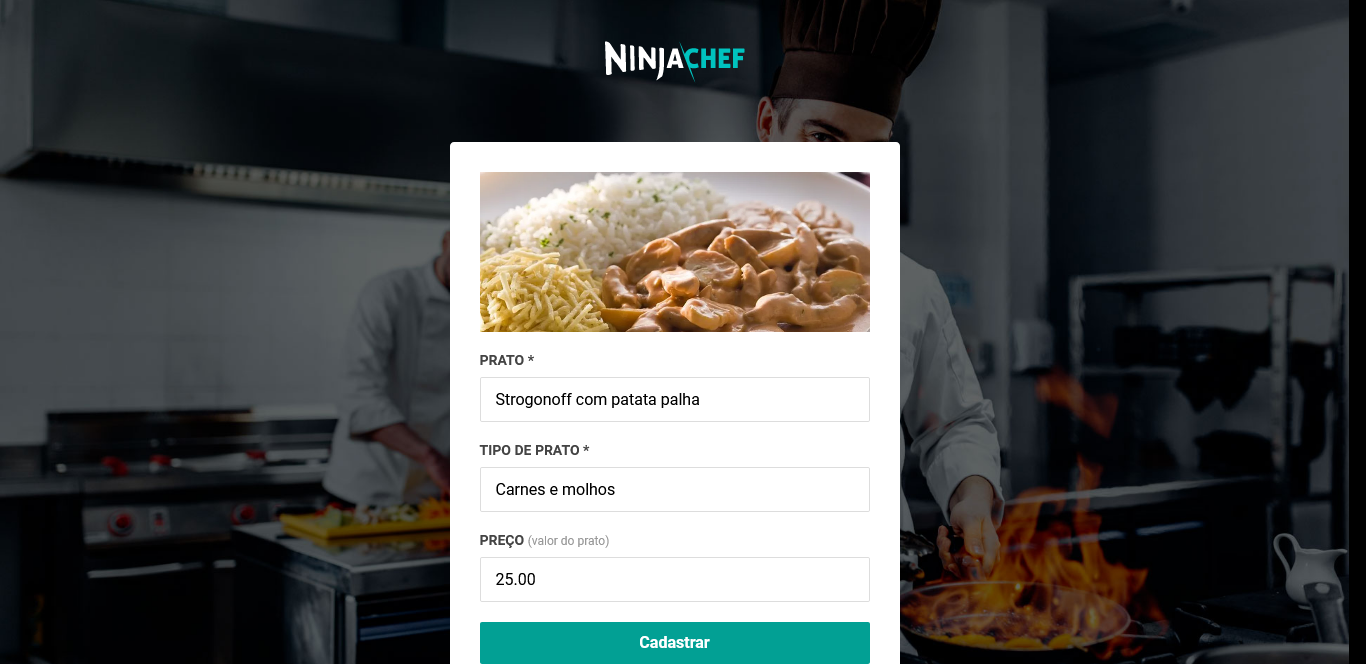 NINJACHEF
PRATO *
Strogonoff com patata palha
TIPO DE PRATO *
Carnes e molhos
PREÇO (valor do prato)
25.00
Cadastrar